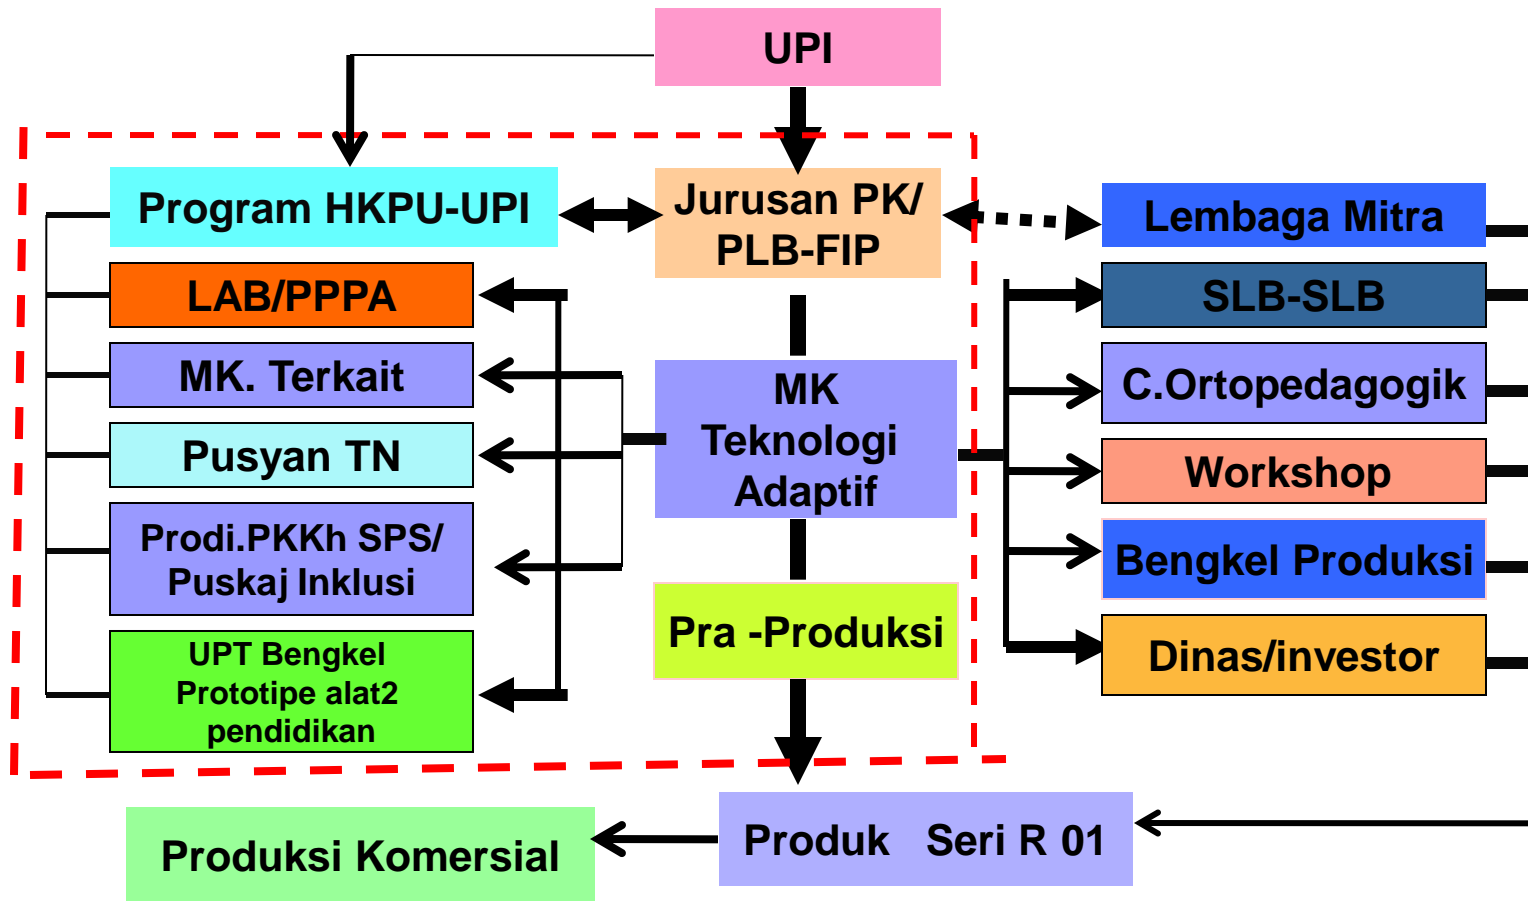 UPI
Program HKPU-UPI
Jurusan PK/
PLB-FIP
Lembaga Mitra
LAB/PPPA
SLB-SLB
MK. Terkait
MK
Teknologi
Adaptif
C.Ortopedagogik
Pusyan TN
Workshop
Prodi.PKKh SPS/
Puskaj Inklusi
Bengkel Produksi
Pra -Produksi
UPT Bengkel
Prototipe alat2
pendidikan
Dinas/investor
Produksi Komersial
Produk Seri R 01